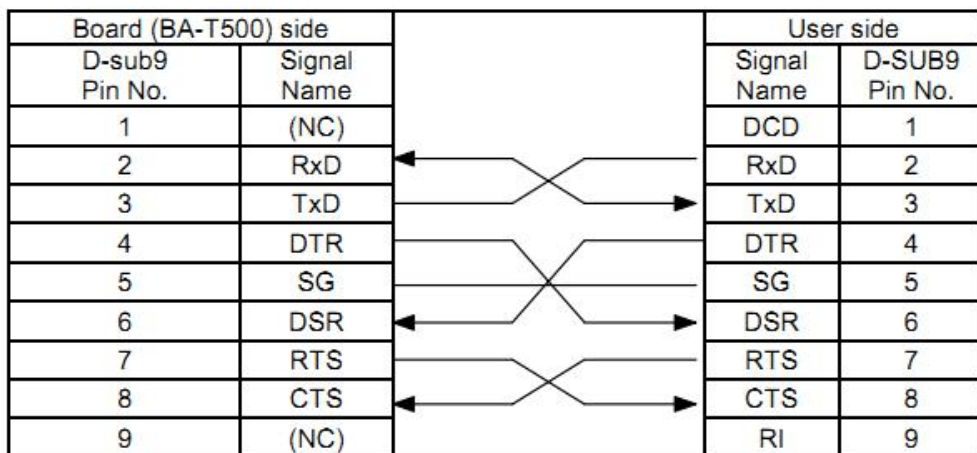 Board (BA-T500) side User side
D-sub9 Signal Signal D-SUB9
Pin No. Name Name Pin No.
1 (NC) DCD 1
2 RxD RxD 2
3 TxD TxD 3
4 DTR DTR 4
5 SG SG 5
6 DSR DSR 6
7 RTS RTS 7
8 CTS CTS 8
9 (NC) RI 9